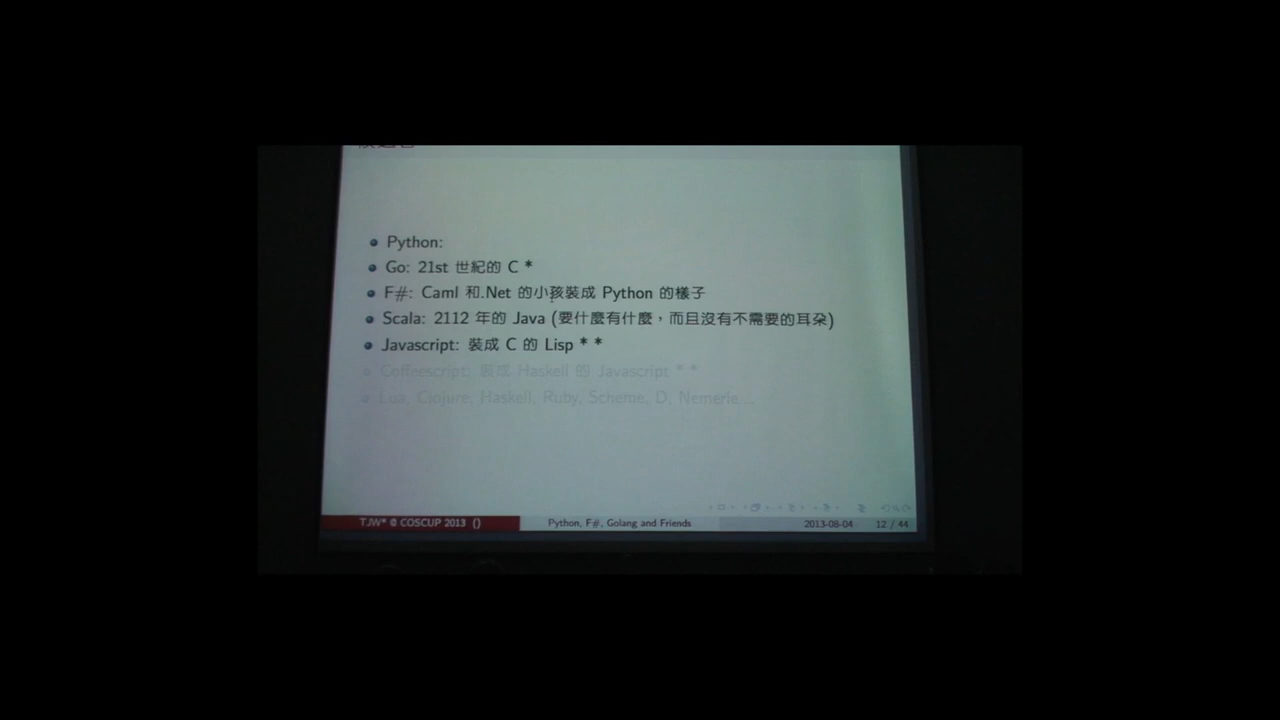 Python:
Go: 21st 世紀的 C *
F#: Caml 和.Net 的小孩裝成 Python 的樣子
Scala: 2112 年的 Java (要什麼有什麼，而且沒有不需要的耳朵)
Javascript: 裝成 C 的 Lisp * *
Coffeescript: 裝成 Haskell 的 Javascript * *
Lua, Clojure, Haskell, Ruby, Scheme, D, Nemerle ...
TJW* @ COSCUP 2013 () Python, F#, Golang and Friends 2013-08-04 12 / 44